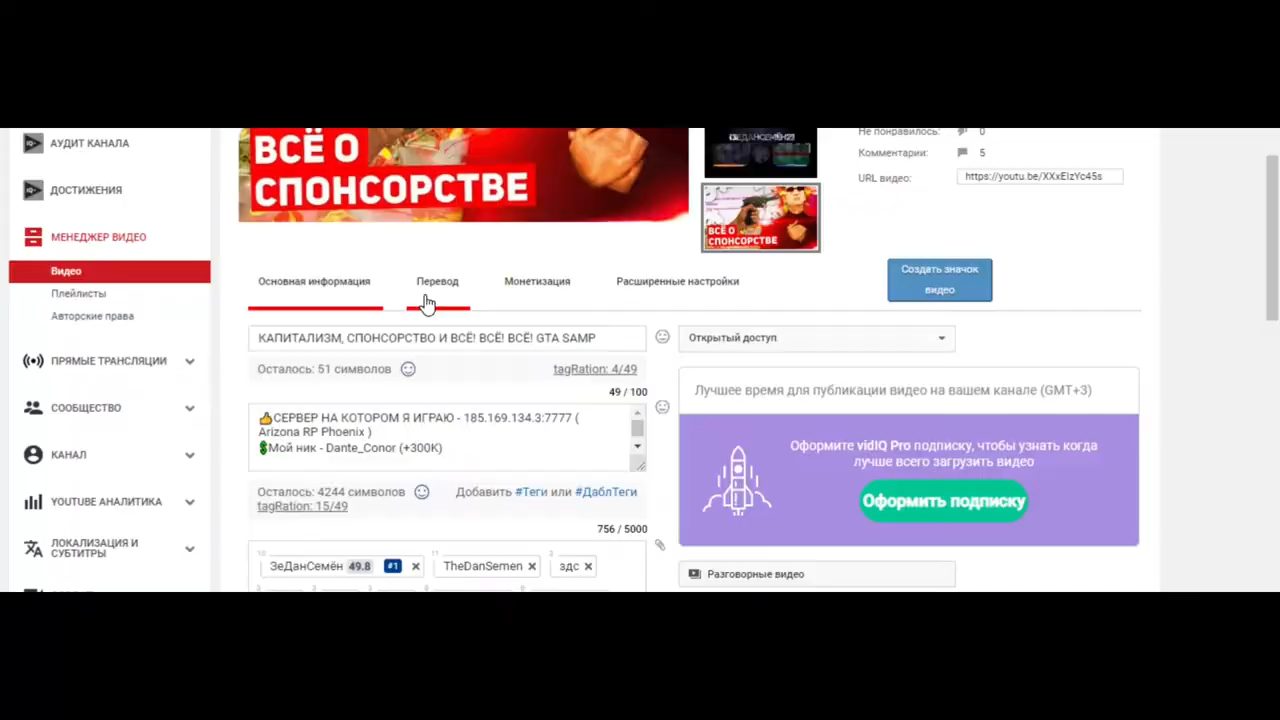 АУДИТ КАНАЛА
ДОСТИЖЕНИЯ
МЕНЕДЖЕР ВИДЕО
Видео
Плейлисты
Авторские права
ПРЯМЫЕ ТРАНСЛЯЦИИ
СООБЩЕСТВО
КАНАЛ
YOUTUBE АНАЛИТИКА
ЛОКАЛИЗАЦИЯ И
СУБТИТРЫ
ВСЁ О
СПОНСОРСТВЕ
ВСЁ О
СПОНСОРСТВЕ
Не понравилось: 0
Комментарии: 5
URL видео: https://youtu.be/XXxEIzYc45s
Основная информация
Перевод
Монетизация
Расширенные настройки
Создать значок
видео
КАПИТАЛИЗМ, СПОНСОРСТВО И ВСЁ! ВСЁ! ВСЁ! GTA SAMP
Осталось: 51 символов
tagRation: 4/49
49 / 100
👍СЕРВЕР НА КОТОРОМ Я ИГРАЮ - 185.169.134.3:7777 (
Arizona RP Phoenix )
💲Мой ник - Dante_Conor (+300K)
Осталось: 4244 символов
Добавить #Теги или #ДаблТеги
tagRation: 15/49
756 / 5000
10 ЗеДанСемён 49.8 #1
11 TheDanSemen
3 здс
Открытый доступ
Лучшее время для публикации видео на вашем канале (GMT+3)
Оформите vidIQ Pro подписку, чтобы узнать когда
лучше всего загрузить видео
Оформить подписку
Разговорные видео